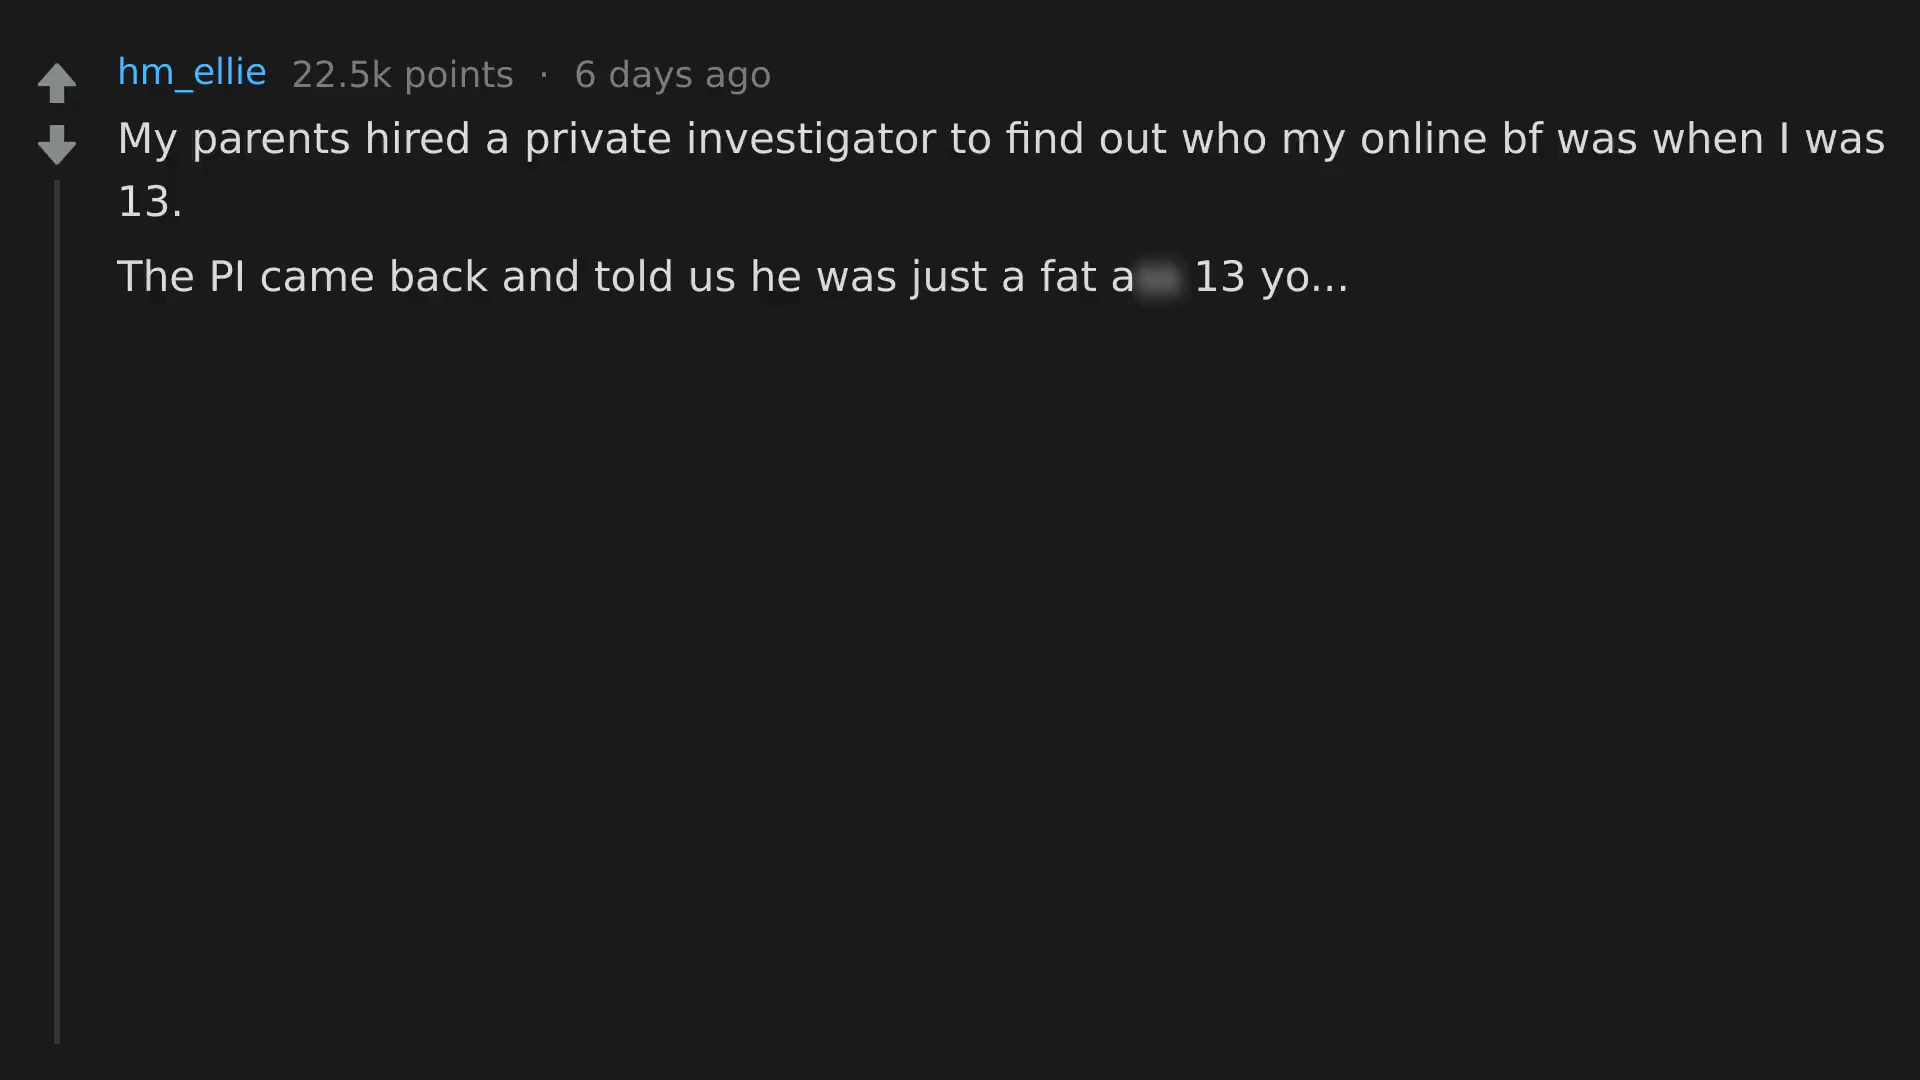 hm_ellie 22.5k points · 6 days ago
My parents hired a private investigator to find out who my online bf was when I was
13.
The PI came back and told us he was just a fat a 13 yo...